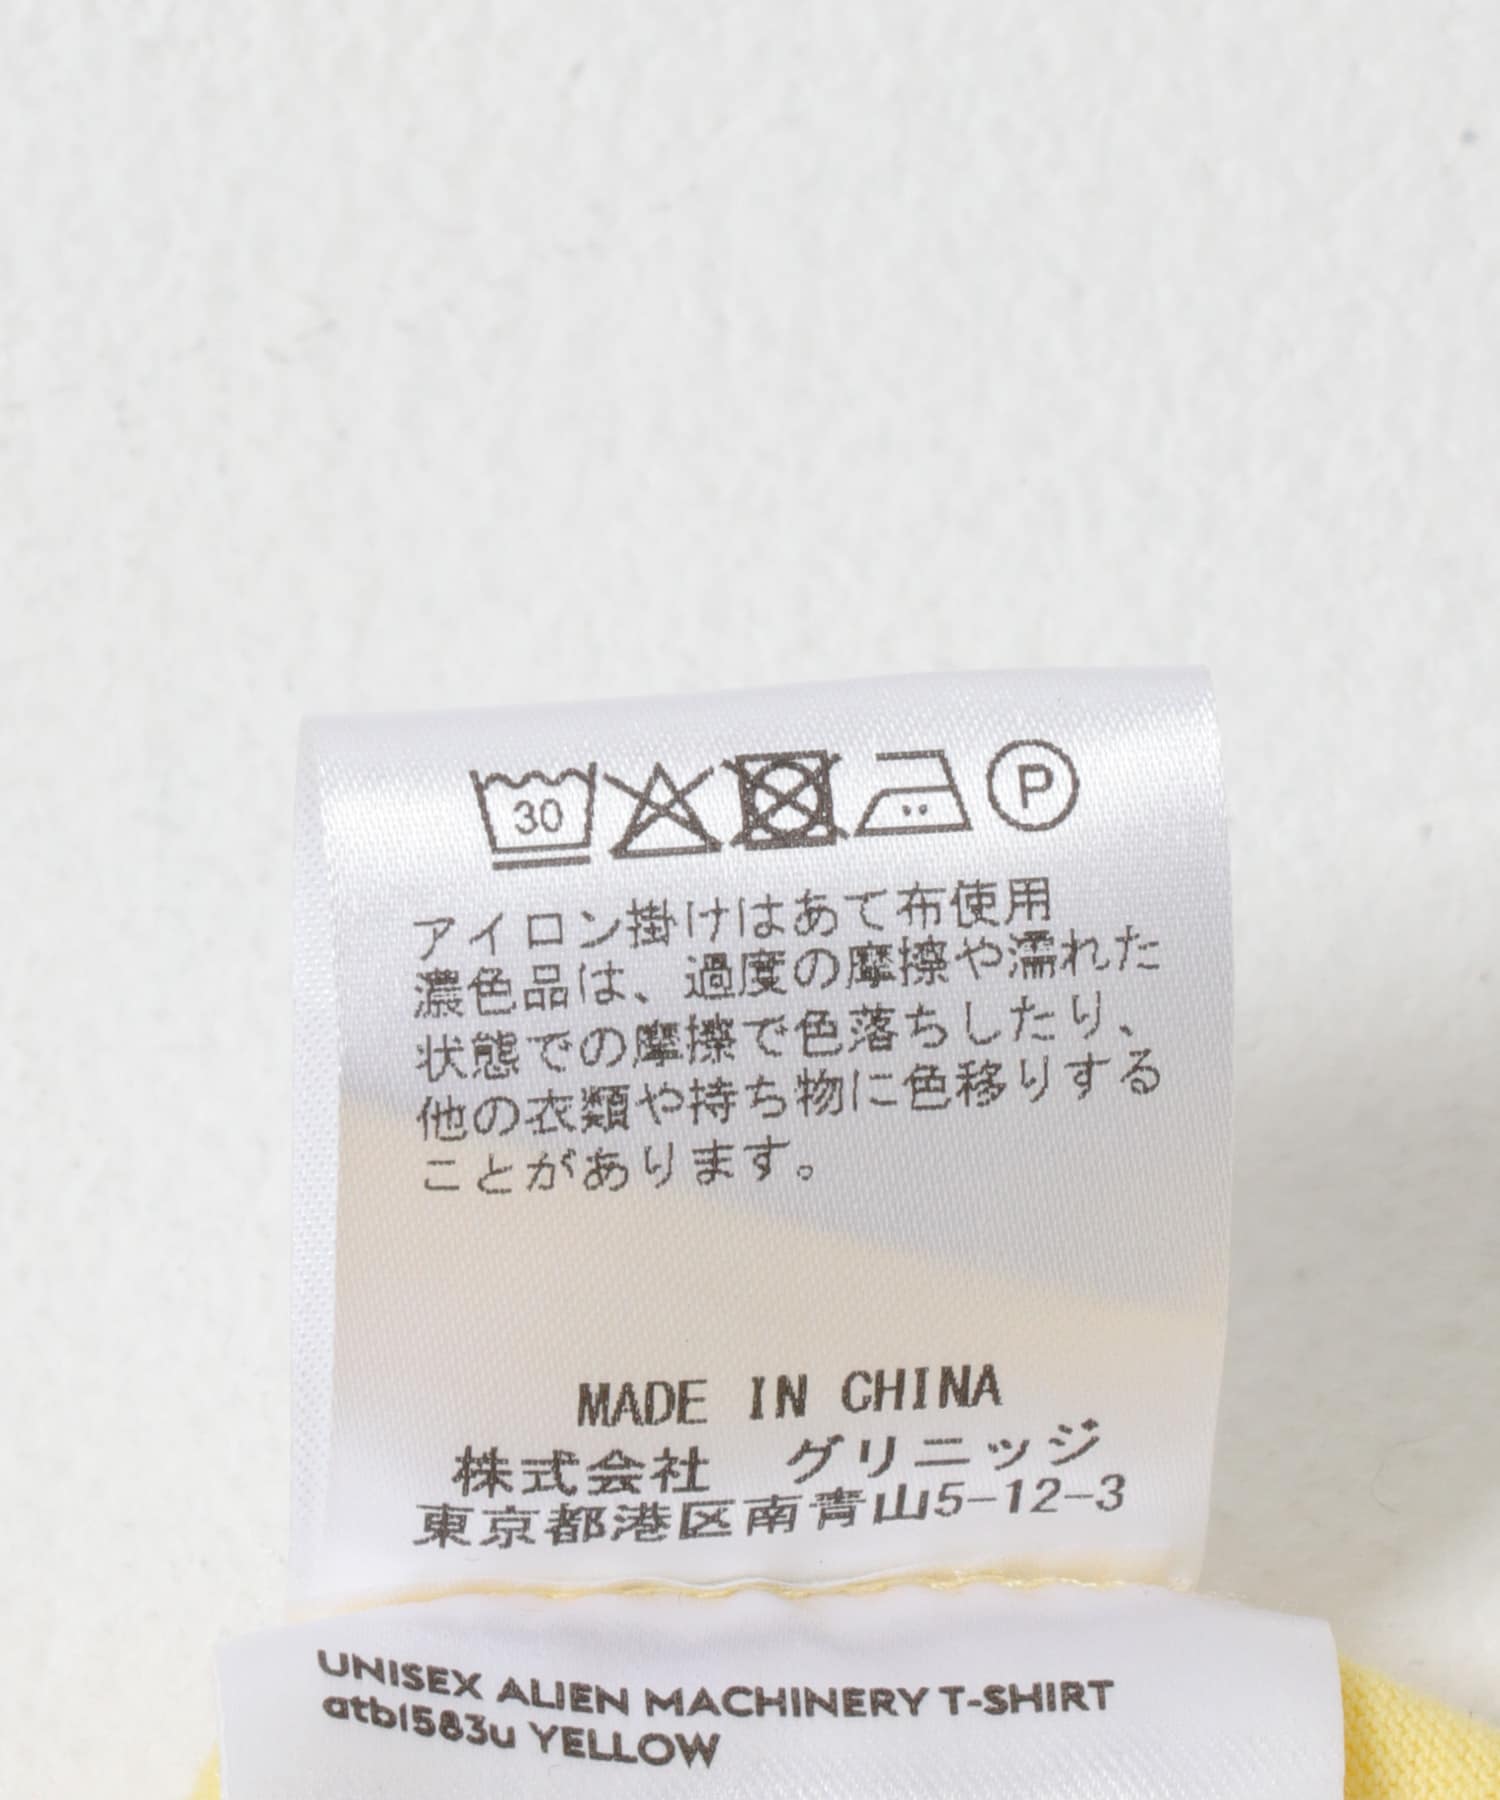 30
P
アイロン掛けはあて布使用
濃色品は、過度の摩擦や濡れた
状態での摩擦で色落ちしたり、
他の衣類や持ち物に色移りする
ことがあります。
MADE IN CHINA
株式会社 グリニッジ
東京都港区南青山5-12-3
UNISEX ALIEN MACHINERY T-SHIRT
atb1583u YELLOW